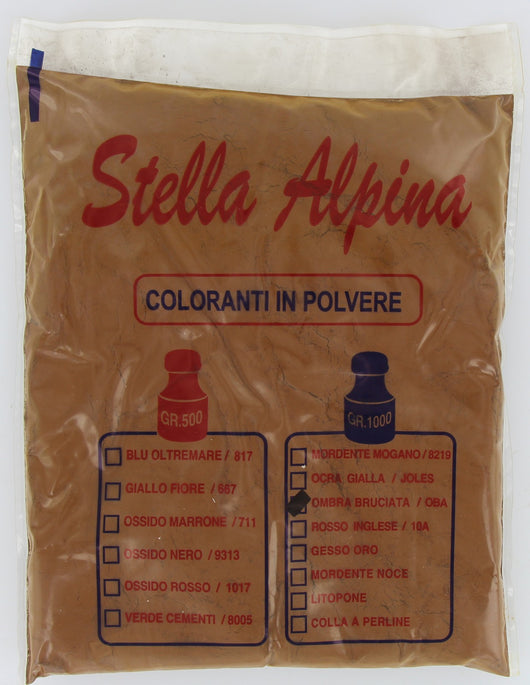 Stella Alpina
COLORANTI IN POLVERE
GR.500
BLU OLTREMARE / 817
GIALLO FIORE / 667
OSSIDO MARRONE / 711
OSSIDO NERO / 9313
OSSIDO ROSSO / 1017
VERDE CEMENTI / 8005
GR.1000
MORDENTE MOGANO / 8219
OCRA GIALLA / JOLES
OMBRA BRUCIATA / OBA
ROSSO INGLESE / 10A
GESSO ORO
MORDENTE NOCE
LITOPONE
COLLA A PERLINE